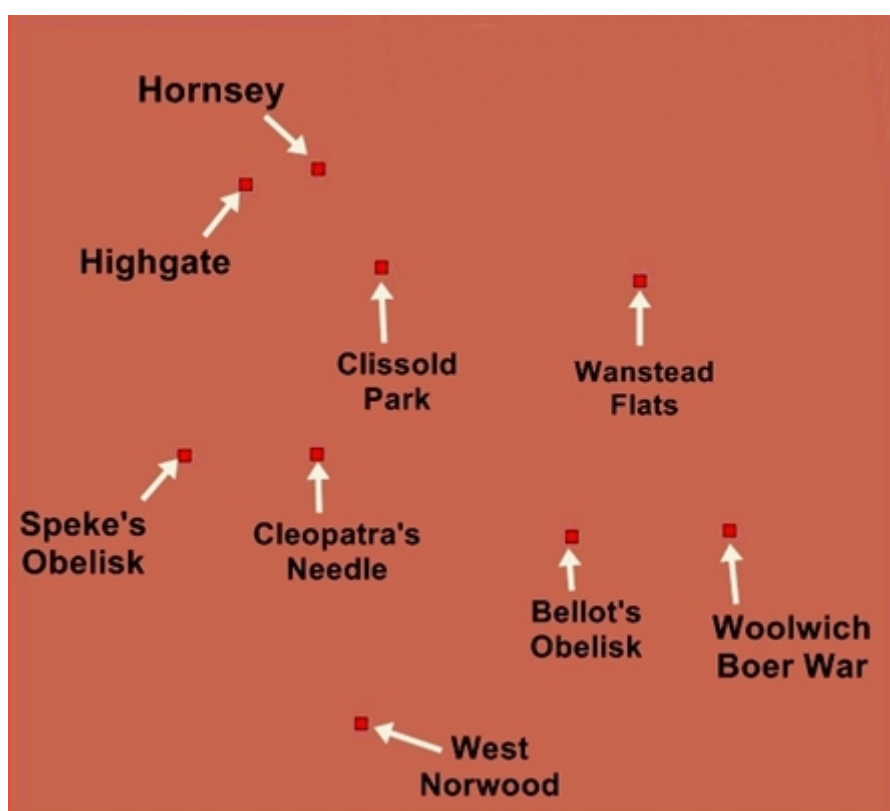 Hornsey
Highgate
Clissold
Park
Wanstead
Flats
Speke's
Obelisk
Cleopatra's
Needle
Bellot's
Obelisk
Woolwich
Boer War
West
Norwood